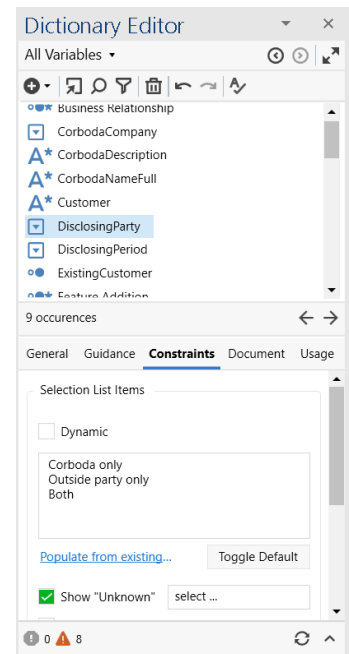 Dictionary Editor
All Variables
Business Relationship
CorbodaCompany
A* CorbodaDescription
A* CorbodaNameFull
A* Customer
DisclosingParty
DisclosingPeriod
ExistingCustomer
Feature Addition
9 occurences
General Guidance Constraints Document Usage
Selection List Items
Dynamic
Corboda only
Outside party only
Both
Populate from existing... Toggle Default
Show "Unknown" select ...
0 8